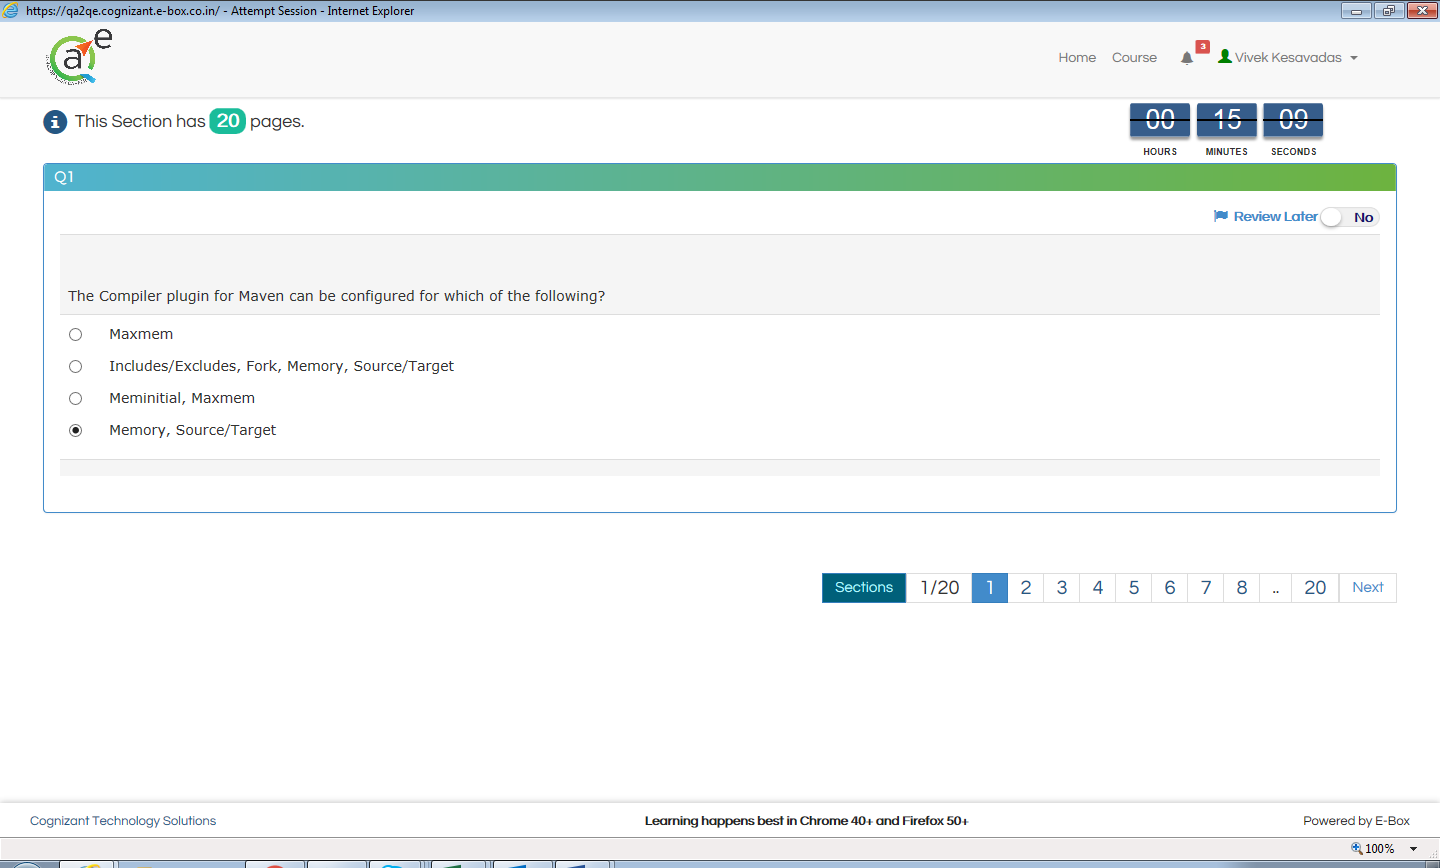 https://qa2qe.cognizant.e-box.co.in/ - Attempt Session - Internet Explorer
a e
Home Course 3 Vivek Kesavadas
i This Section has 20 pages.
00 15 09
HOURS MINUTES SECONDS
Q1
Review Later No
The Compiler plugin for Maven can be configured for which of the following?
Maxmem
Includes/Excludes, Fork, Memory, Source/Target
Meminitial, Maxmem
Memory, Source/Target
Sections 1/20 1 2 3 4 5 6 7 8 .. 20 Next
Cognizant Technology Solutions Learning happens best in Chrome 40+ and Firefox 50+ Powered by E-Box
100%